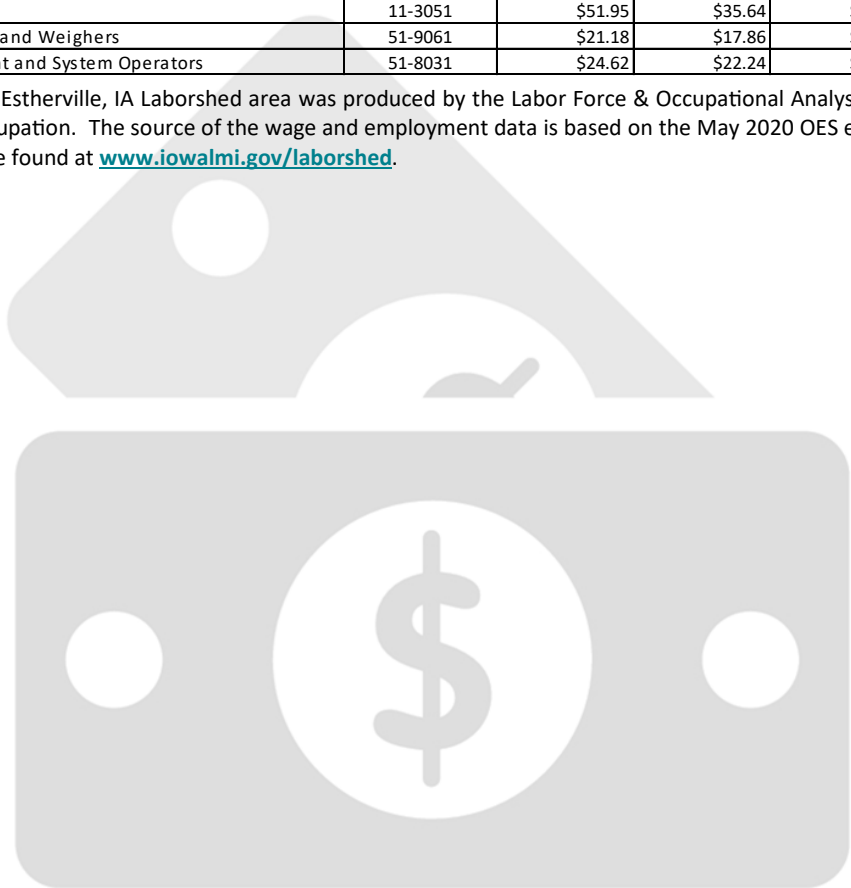 11-3051 $51.95 $35.64
and Weighers 51-9061 $21.18 $17.86
t and System Operators 51-8031 $24.62 $22.24
Estherville, IA Laborshed area was produced by the Labor Force & Occupational Analys
upation. The source of the wage and employment data is based on the May 2020 OES e
e found at www.iowalmi.gov/laborshed.
$